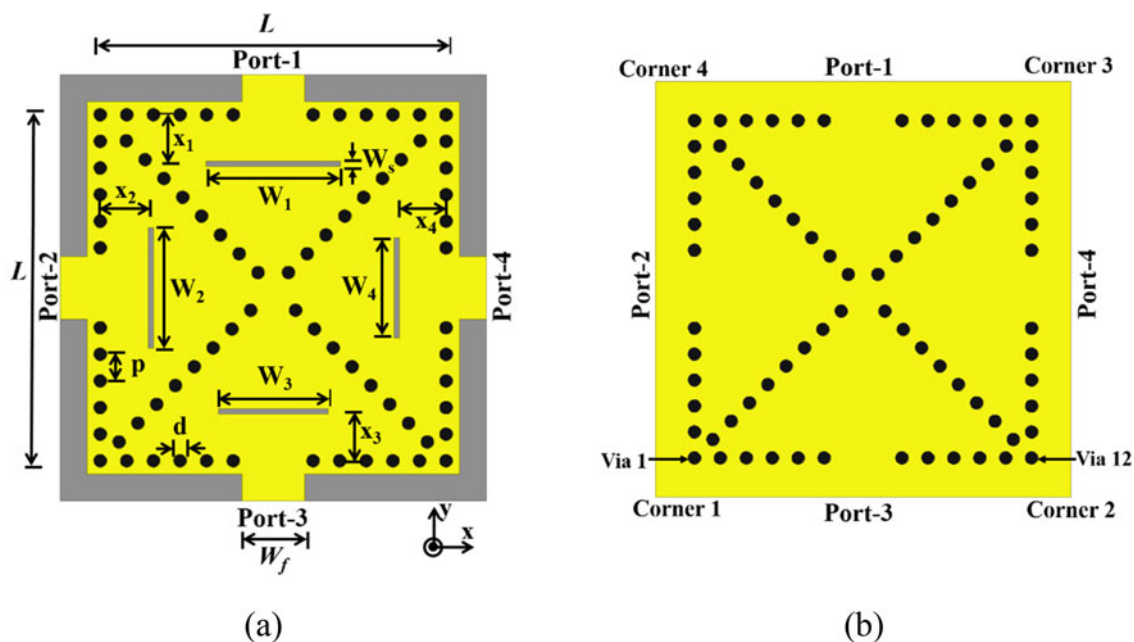 L
Port-1
x₁
Wₛ
W₁
x₂
x₄
L
Port-2
W₂
W₄
Port-4
p
W₃
d
x₃
Port-3
W_f
y
x
(a)
Corner 4
Port-1
Corner 3
Port-2
Port-4
Via 1
Via 12
Corner 1
Port-3
Corner 2
(b)